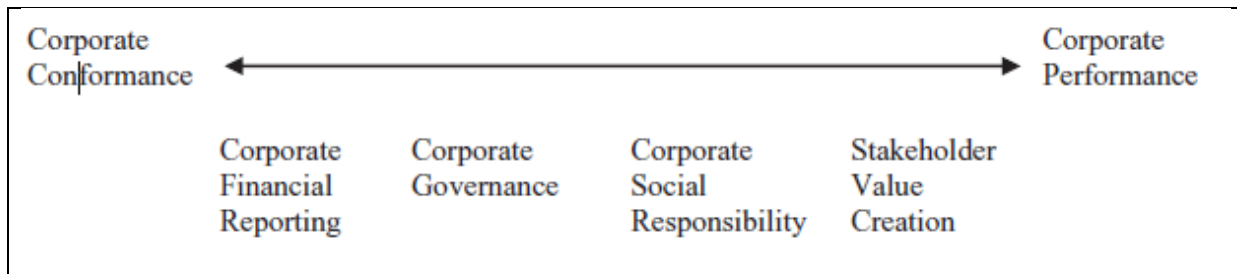 Corporate
Conformance
Corporate
Performance
Corporate
Financial
Reporting
Corporate
Governance
Corporate
Social
Responsibility
Stakeholder
Value
Creation